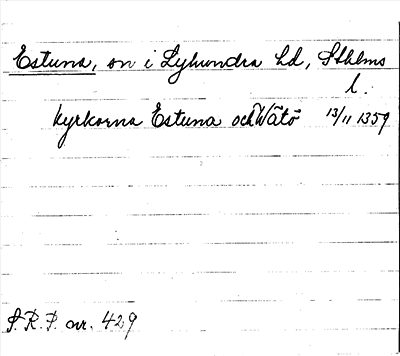 Estuna, sn i Lyhundra hd, Sthlms
l.
kyrkorna Estuna och Wätö 13/11 1359
S.R.P. nr. 429